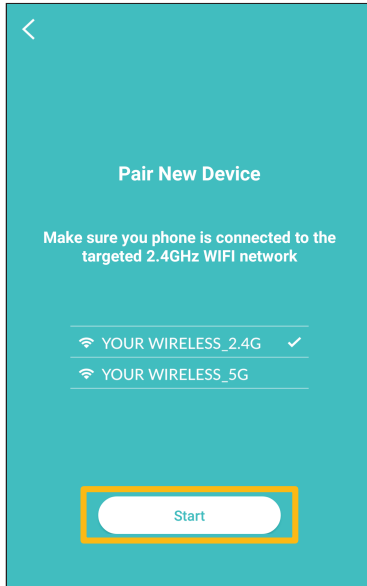 Pair New Device
Make sure you phone is connected to the
targeted 2.4GHz WIFI network
YOUR WIRELESS_2.4G
YOUR WIRELESS_5G
Start